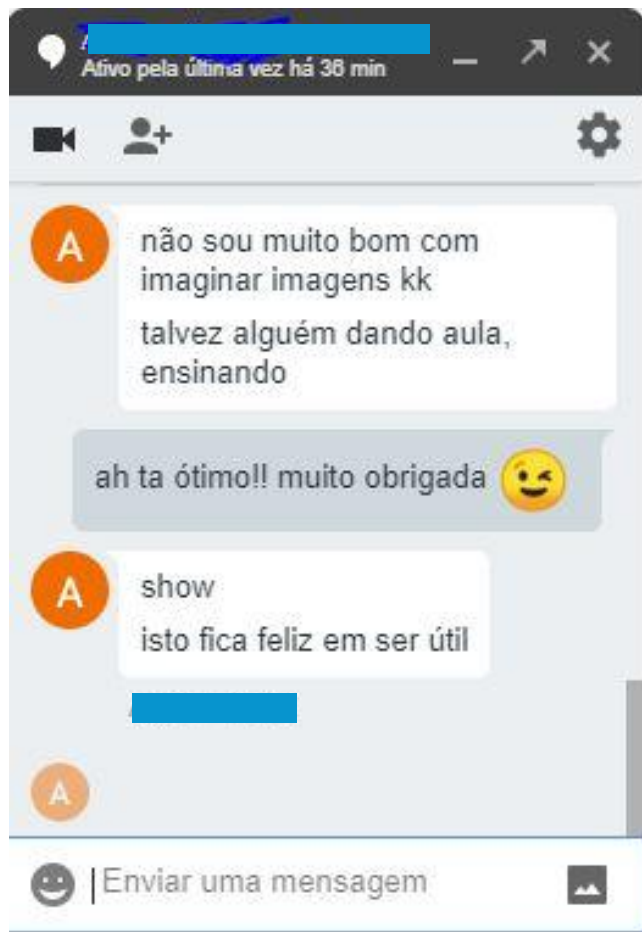 Ativo pela última vez há 36 min
A
não sou muito bom com
imaginar imagens kk
talvez alguém dando aula,
ensinando
ah ta ótimo!! muito obrigada
A
show
isto fica feliz em ser útil
A
Enviar uma mensagem